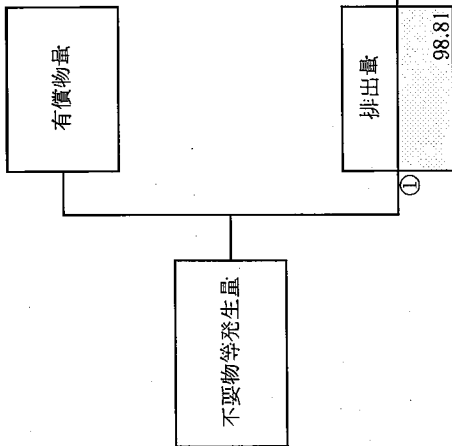 有償物量
不要物等発生量
①
排出量
98.81